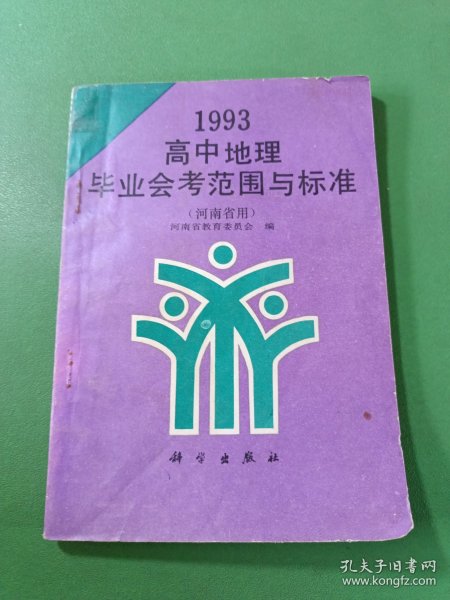 1993
高中地理
毕业会考范围与标准
（河南省用）
河南省教育委员会 编
科学出版社
孔夫子旧书网
www.kongfz.com